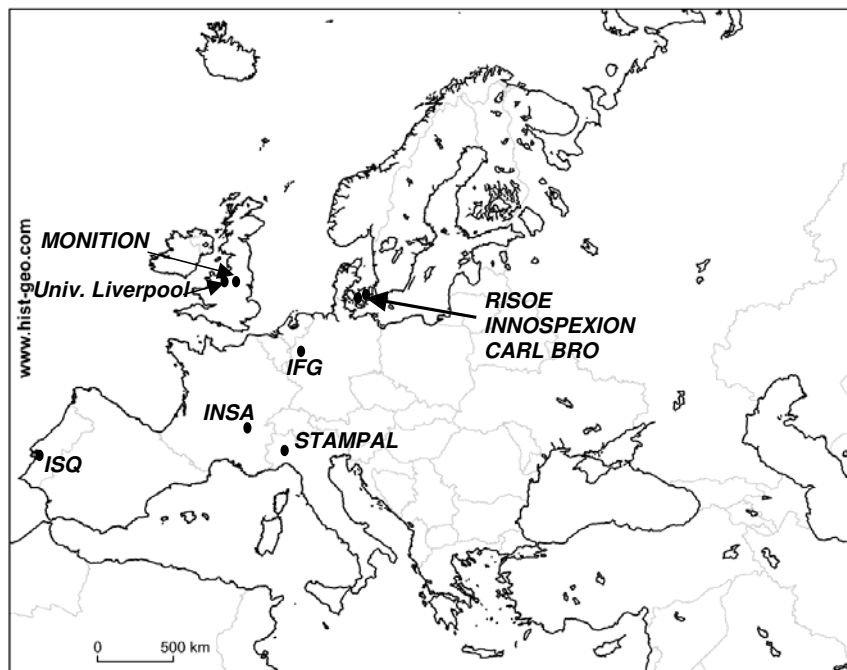 www.hist-geo.com
MONITION
Univ. Liverpool
RISOE
INNOSPEXION
CARL BRO
IFG
INSA
STAMPAL
ISQ
0 500 km